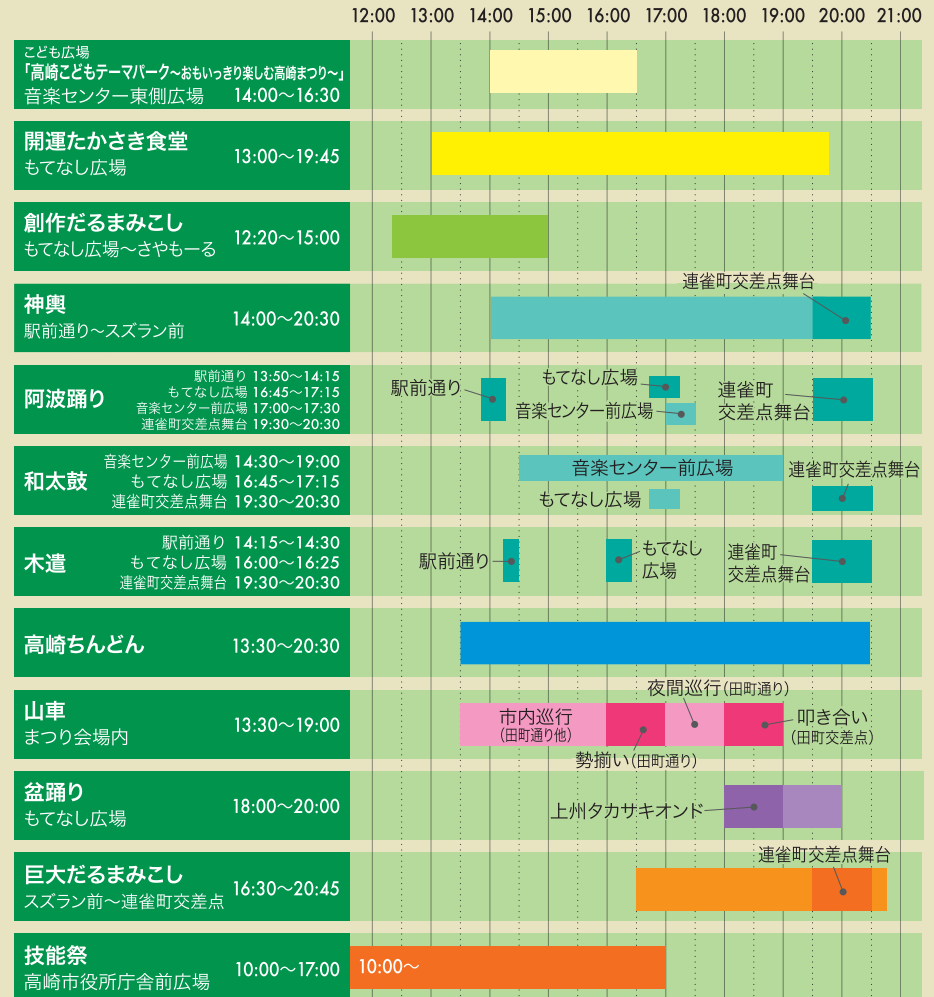 12:00 13:00 14:00 15:00 16:00 17:00 18:00 19:00 20:00 21:00
こども広場
「高崎こどもテーマパーク〜おもいっきり楽しむ高崎まつり〜」
音楽センター東側広場 14:00〜16:30
開運たかさき食堂
もてなし広場
13:00〜19:45
創作だるまみこし
もてなし広場〜さやもーる
12:20〜15:00
神輿
駅前通り〜スズラン前
14:00〜20:30
連雀町交差点舞台
阿波踊り
駅前通り 13:50〜14:15
もてなし広場 16:45〜17:15
音楽センター前広場 17:00〜17:30
連雀町交差点舞台 19:30〜20:30
駅前通り
もてなし広場
音楽センター前広場
連雀町
交差点舞台
和太鼓
音楽センター前広場 14:30〜19:00
もてなし広場 16:45〜17:15
連雀町交差点舞台 19:30〜20:30
音楽センター前広場
もてなし広場
連雀町交差点舞台
木遣
駅前通り 14:15〜14:30
もてなし広場 16:00〜16:25
連雀町交差点舞台 19:30〜20:30
駅前通り
もてなし
広場
連雀町
交差点舞台
高崎ちんどん
13:30〜20:30
山車
まつり会場内
13:30〜19:00
市内巡行
(田町通り他)
勢揃い(田町通り)
夜間巡行(田町通り)
叩き合い
(田町交差点)
盆踊り
もてなし広場
18:00〜20:00
上州タカサキオンド
巨大だるまみこし
スズラン前〜連雀町交差点
16:30〜20:45
連雀町交差点舞台
技能祭
高崎市役所庁舎前広場
10:00〜17:00
10:00〜